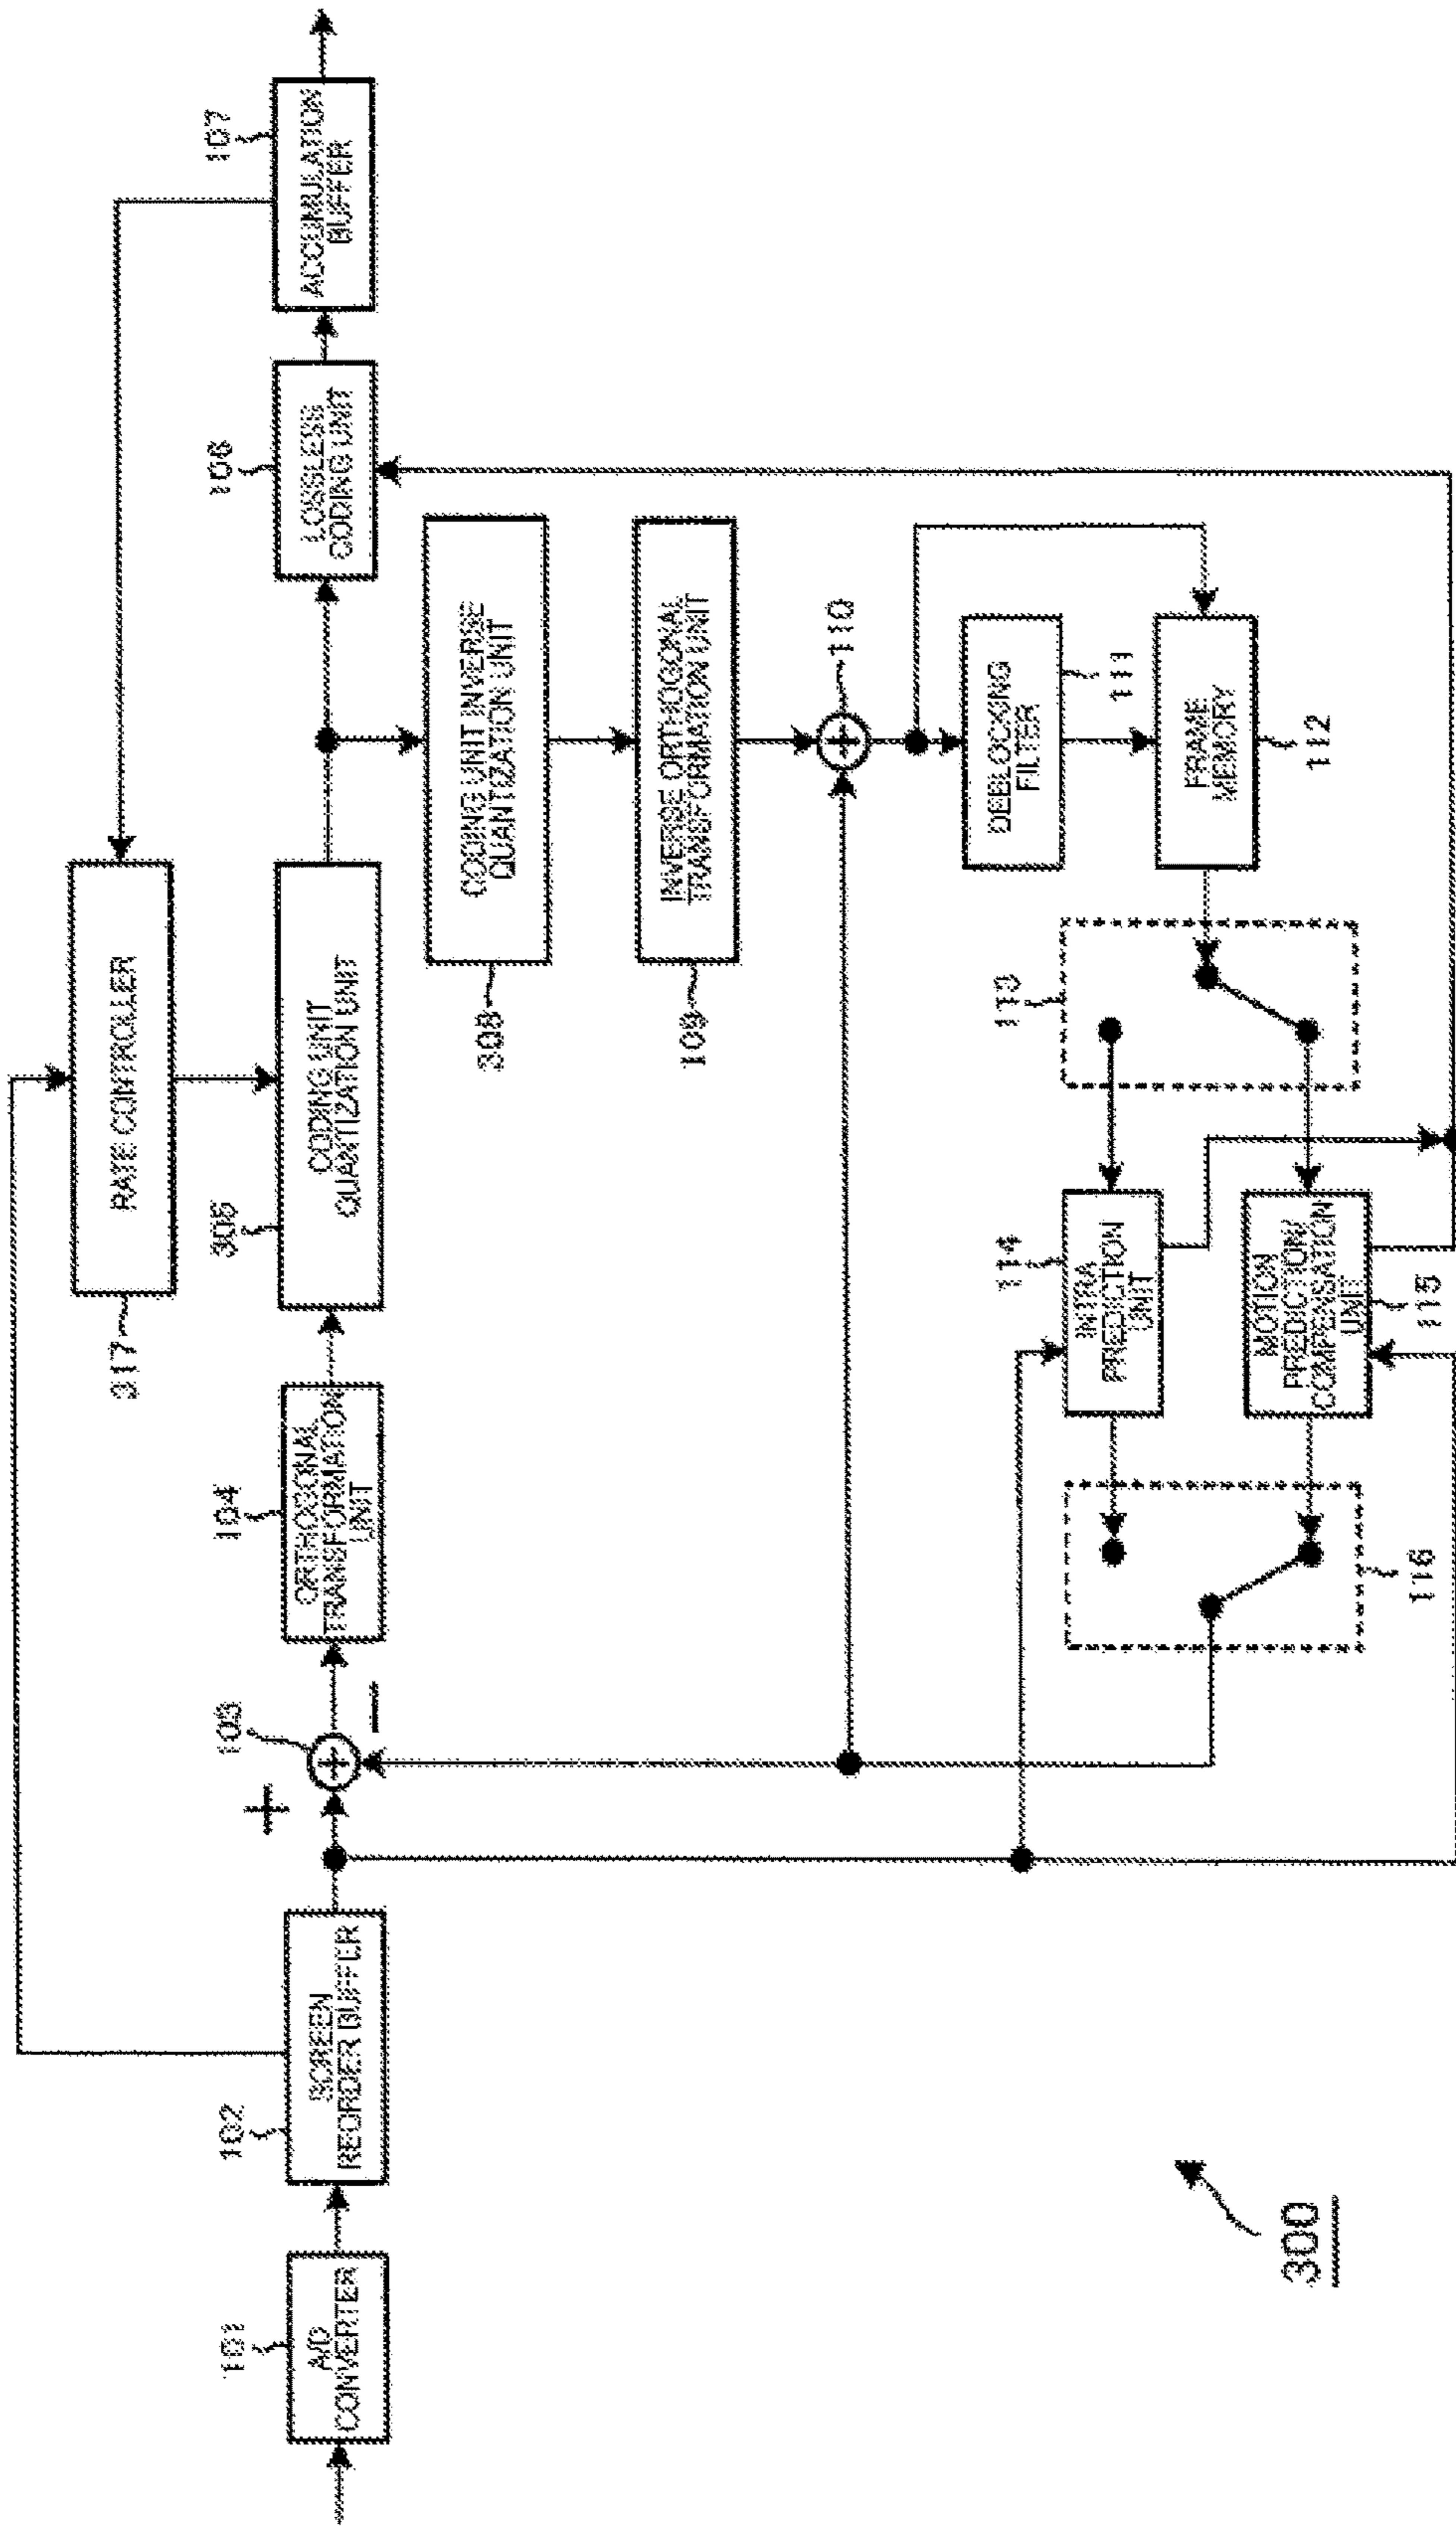 317
RATE CONTROLLER
107
ACCUMULATION
BUFFER
101
A/D
CONVERTER
102
SCREEN
REORDER BUFFER
+
103
−
104
ORTHOGONAL
TRANSFORMATION
UNIT
305
CODING UNIT
QUANTIZATION UNIT
106
LOSSLESS
CODING UNIT
308
CODING UNIT INVERSE
QUANTIZATION UNIT
109
INVERSE ORTHOGONAL
TRANSFORMATION UNIT
110
DEBLOCKING
FILTER
111
FRAME
MEMORY
112
113
114
INTRA
PREDICTION
UNIT
MOTION
PREDICTION/
COMPENSATION
UNIT
115
116
300